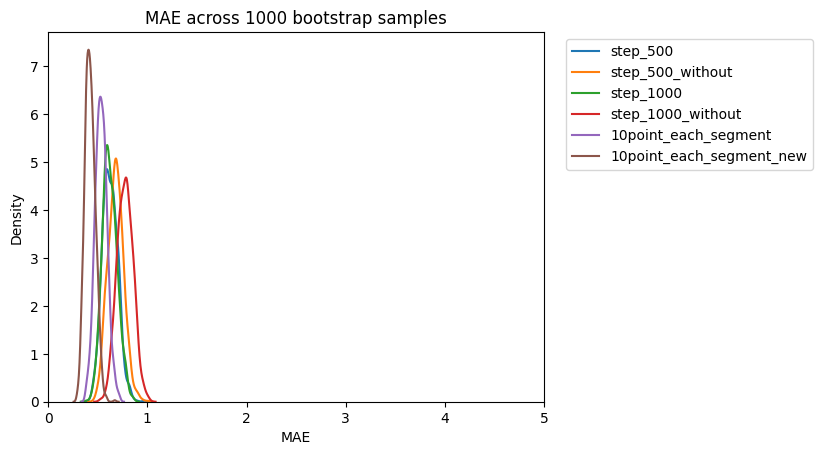 MAE across 1000 bootstrap samples
Density
7
6
5
4
3
2
1
0
0 1 2 3 4 5
MAE
step_500
step_500_without
step_1000
step_1000_without
10point_each_segment
10point_each_segment_new